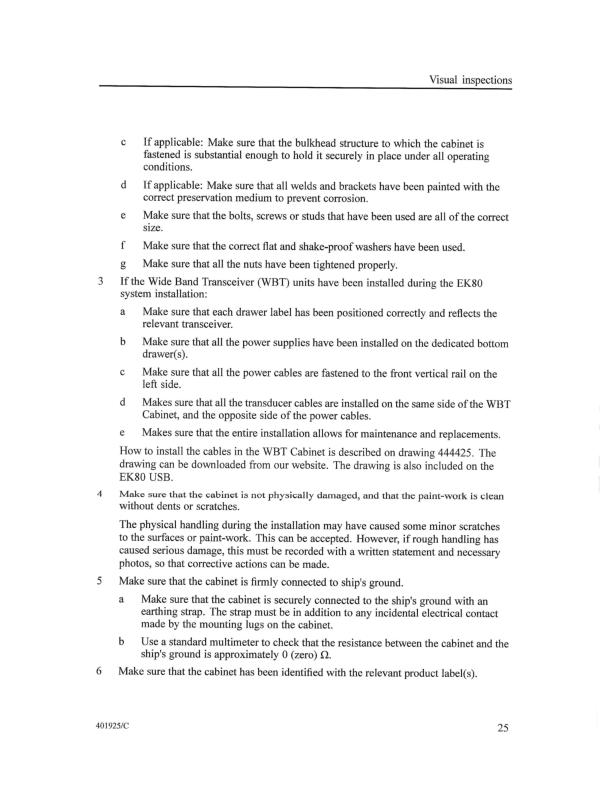 Visual inspections
c If applicable: Make sure that the bulkhead structure to which the cabinet is
fastened is substantial enough to hold it securely in place under all operating
conditions.
d If applicable: Make sure that all welds and brackets have been painted with the
correct preservation medium to prevent corrosion.
e Make sure that the bolts, screws or studs that have been used are all of the correct
size.
f Make sure that the correct flat and shake-proof washers have been used.
g Make sure that all the nuts have been tightened properly.
3 If the Wide Band Transceiver (WBT) units have been installed during the EK80
system installation:
a Make sure that each drawer label has been positioned correctly and reflects the
relevant transceiver.
b Make sure that all the power supplies have been installed on the dedicated bottom
drawer(s).
c Make sure that all the power cables are fastened to the front vertical rail on the
left side.
d Makes sure that all the transducer cables are installed on the same side of the WBT
Cabinet, and the opposite side of the power cables.
e Makes sure that the entire installation allows for maintenance and replacements.
How to install the cables in the WBT Cabinet is described on drawing 444425. The
drawing can be downloaded from our website. The drawing is also included on the
EK80 USB.
4 Make sure that the cabinet is not physically damaged, and that the paint-work is clean
without dents or scratches.
The physical handling during the installation may have caused some minor scratches
to the surfaces or paint-work. This can be accepted. However, if rough handling has
caused serious damage, this must be recorded with a written statement and necessary
photos, so that corrective actions can be made.
5 Make sure that the cabinet is firmly connected to ship's ground.
a Make sure that the cabinet is securely connected to the ship's ground with an
earthing strap. The strap must be in addition to any incidental electrical contact
made by the mounting lugs on the cabinet.
b Use a standard multimeter to check that the resistance between the cabinet and the
ship's ground is approximately 0 (zero) Ω.
6 Make sure that the cabinet has been identified with the relevant product label(s).
401925/C
25